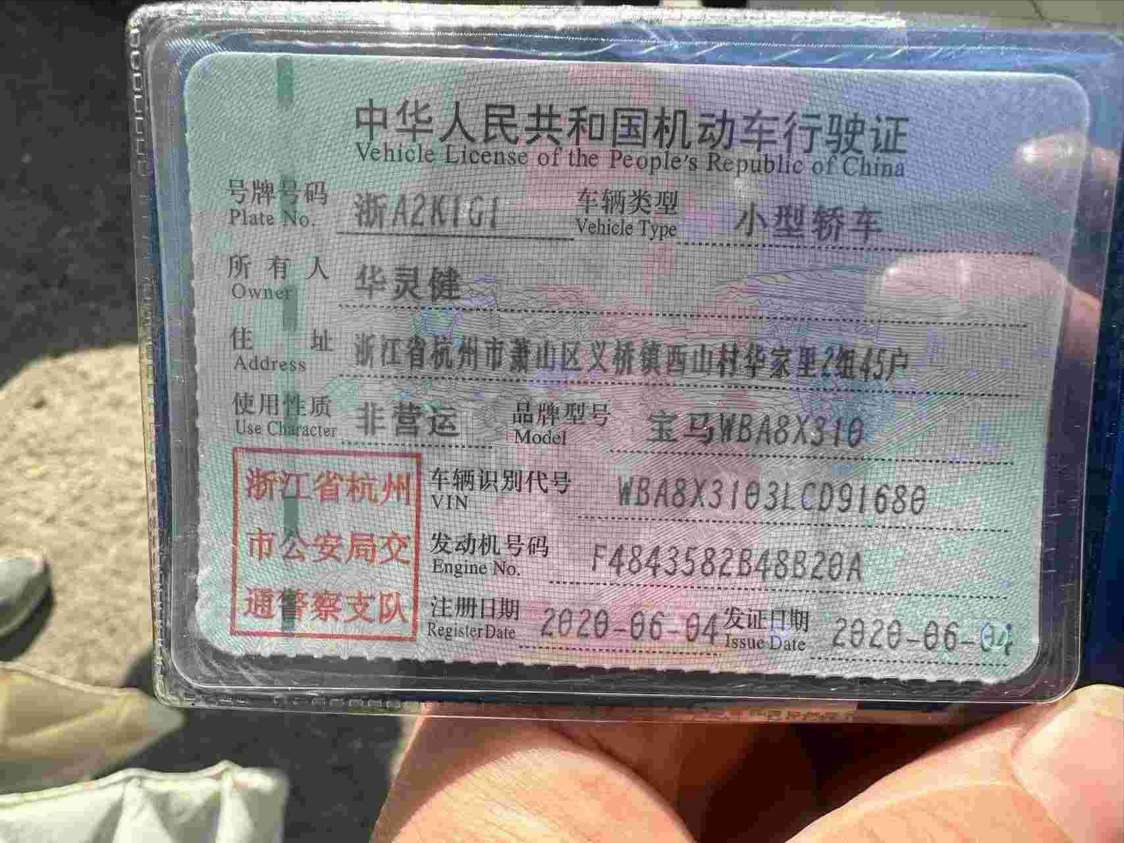 中华人民共和国机动车行驶证
Vehicle License of the People's Republic of China
号牌号码 浙A2K1G1 车辆类型 小型轿车
Plate No. Vehicle Type
所有人 华灵健
Owner
住址 浙江省杭州市萧山区义桥镇西山村华家里2组45户
Address
使用性质 非营运 品牌型号 宝马WBA8X310
Use Character Model
浙江省杭州
市公安局交
通警察支队
车辆识别代号 WBA8X3103LCD91680
VIN
发动机号码 F4843582B48B20A
Engine No.
注册日期 2020-06-04 发证日期 2020-06-04
Register Date Issue Date